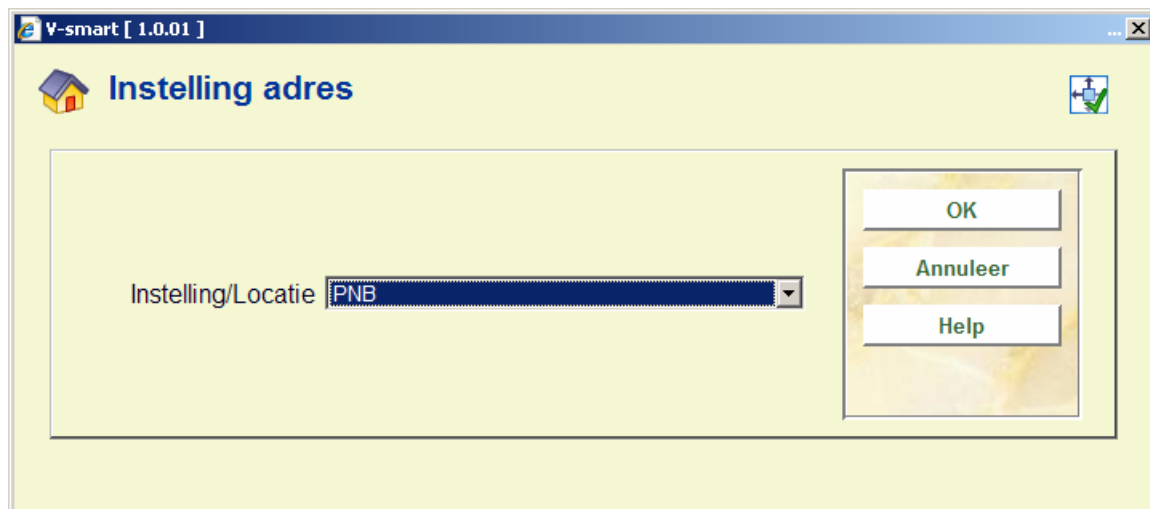 V-smart [ 1.0.01 ]
...
Instelling adres
OK
Annuleer
Instelling/Locatie PNB
Help